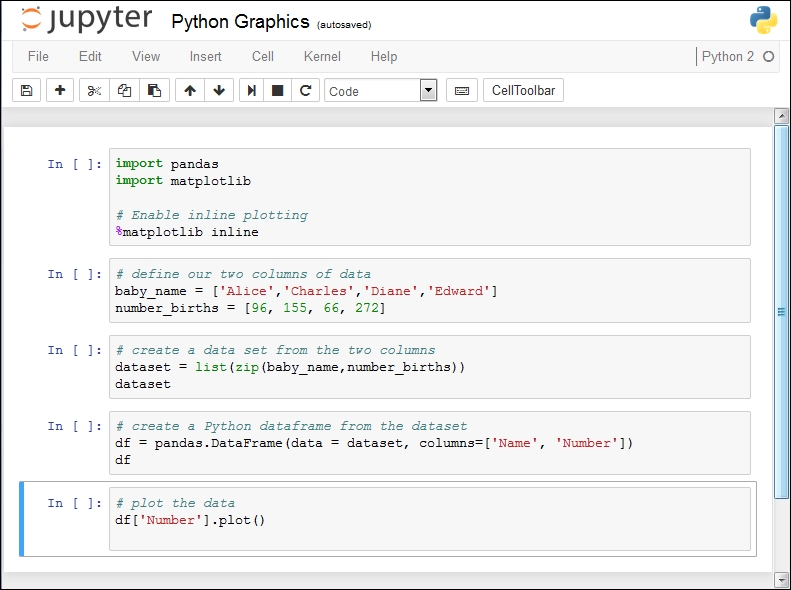 jupyter Python Graphics (autosaved)
File Edit View Insert Cell Kernel Help Python 2
Code CellToolbar
In [ ]: import pandas
import matplotlib
# Enable inline plotting
%matplotlib inline
In [ ]: # define our two columns of data
baby_name = ['Alice','Charles','Diane','Edward']
number_births = [96, 155, 66, 272]
In [ ]: # create a data set from the two columns
dataset = list(zip(baby_name,number_births))
dataset
In [ ]: # create a Python dataframe from the dataset
df = pandas.DataFrame(data = dataset, columns=['Name', 'Number'])
df
In [ ]: # plot the data
df['Number'].plot()